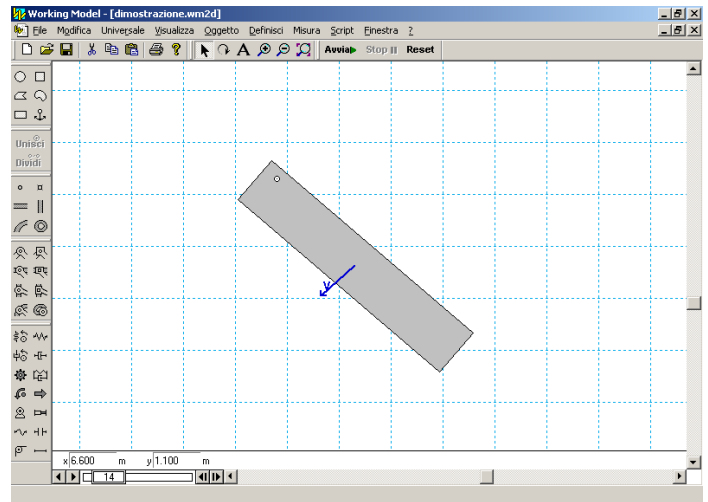 Working Model - [dimostrazione.wm2d]
File Modifica Universale Visualizza Oggetto Definisci Misura Script Finestra ?
A Avvia Stop Reset
Unisci
Dividi
V
x 6.600 m y 1.100 m
14